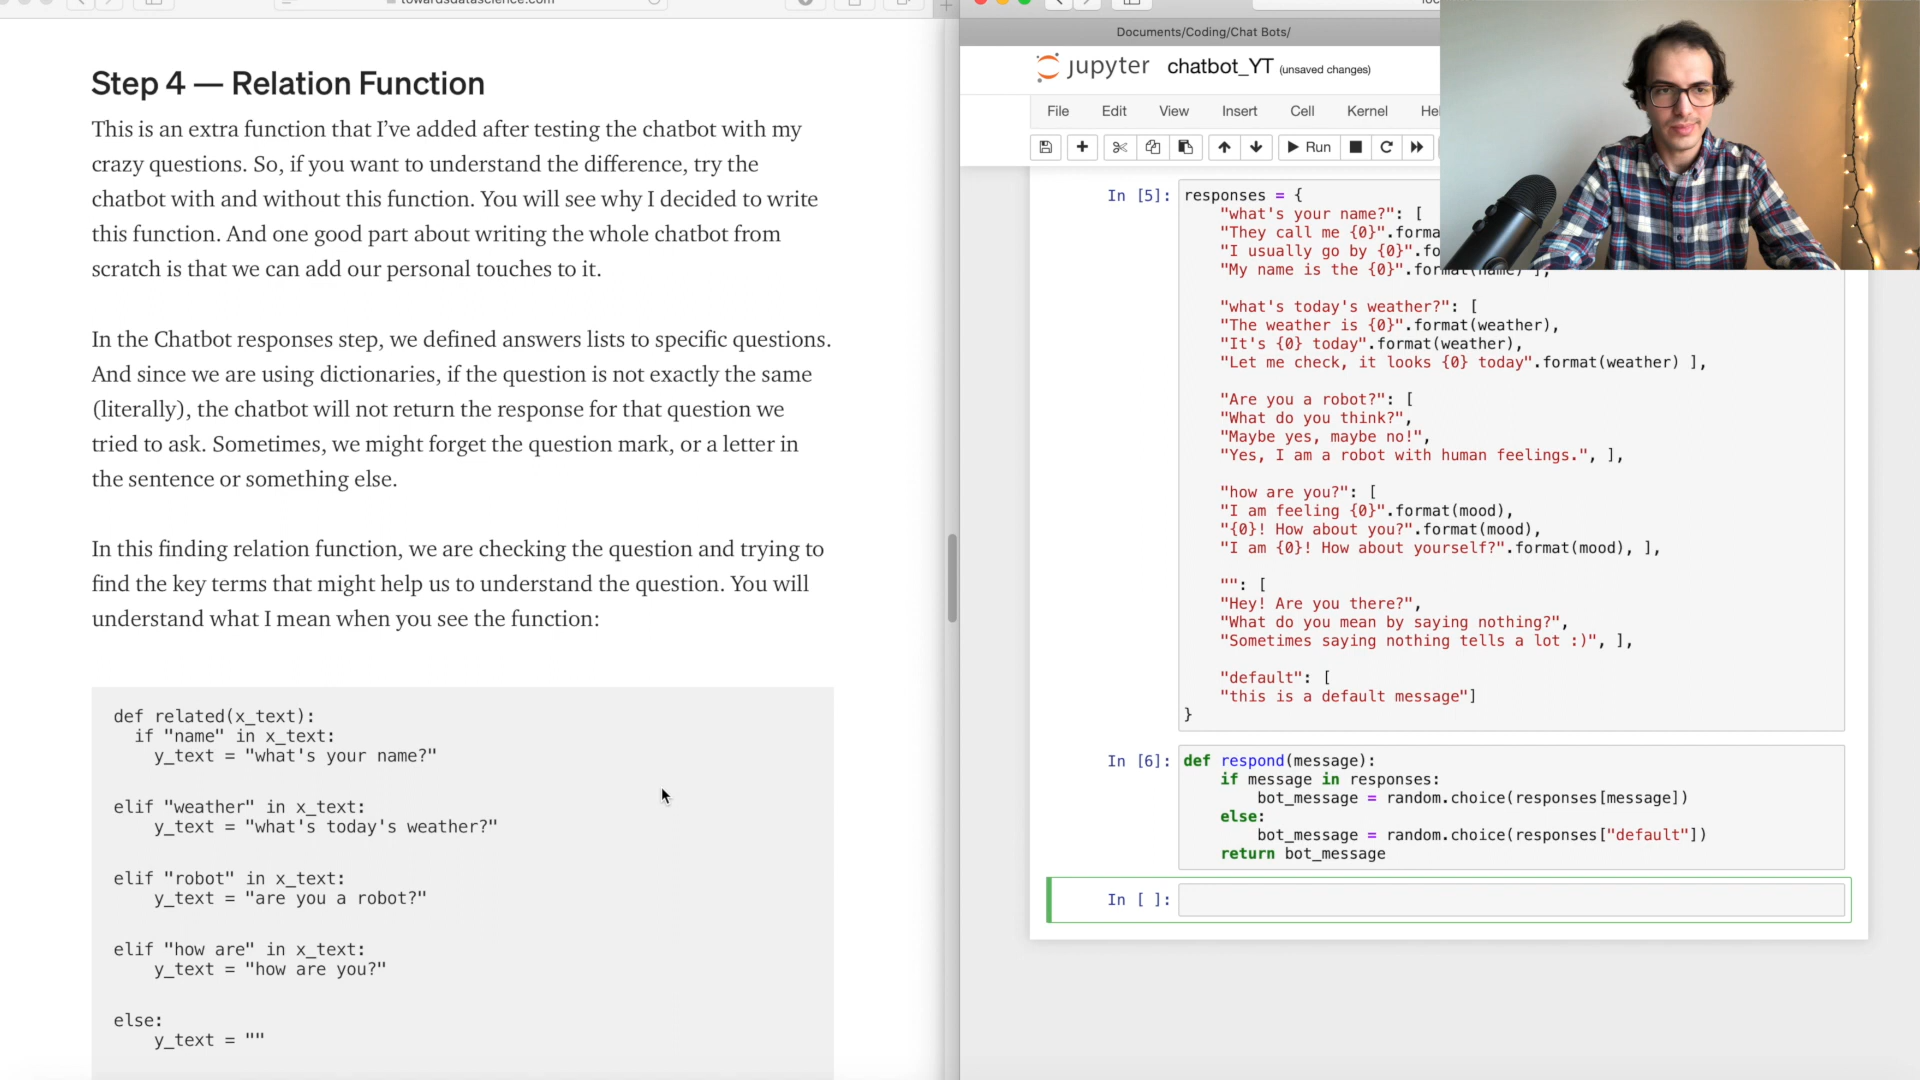 towardsdatascience.com
Step 4 — Relation Function
This is an extra function that I've added after testing the chatbot with my
crazy questions. So, if you want to understand the difference, try the
chatbot with and without this function. You will see why I decided to write
this function. And one good part about writing the whole chatbot from
scratch is that we can add our personal touches to it.
In the Chatbot responses step, we defined answers lists to specific questions.
And since we are using dictionaries, if the question is not exactly the same
(literally), the chatbot will not return the response for that question we
tried to ask. Sometimes, we might forget the question mark, or a letter in
the sentence or something else.
In this finding relation function, we are checking the question and trying to
find the key terms that might help us to understand the question. You will
understand what I mean when you see the function:
def related(x_text):
if "name" in x_text:
y_text = "what's your name?"
elif "weather" in x_text:
y_text = "what's today's weather?"
elif "robot" in x_text:
y_text = "are you a robot?"
elif "how are" in x_text:
y_text = "how are you?"
else:
y_text = ""
Documents/Coding/Chat Bots/
jupyter chatbot_YT (unsaved changes)
File Edit View Insert Cell Kernel Hel
Run
In [5]: responses = {
"what's your name?": [
"They call me {0}".forma
"I usually go by {0}".fo
"My name is the {0}".format(name) ],
"what's today's weather?": [
"The weather is {0}".format(weather),
"It's {0} today".format(weather),
"Let me check, it looks {0} today".format(weather) ],
"Are you a robot?": [
"What do you think?",
"Maybe yes, maybe no!",
"Yes, I am a robot with human feelings.", ],
"how are you?": [
"I am feeling {0}".format(mood),
"{0}! How about you?".format(mood),
"I am {0}! How about yourself?".format(mood), ],
"": [
"Hey! Are you there?",
"What do you mean by saying nothing?",
"Sometimes saying nothing tells a lot :)", ],
"default": [
"this is a default message"]
}
In [6]: def respond(message):
if message in responses:
bot_message = random.choice(responses[message])
else:
bot_message = random.choice(responses["default"])
return bot_message
In [ ]: